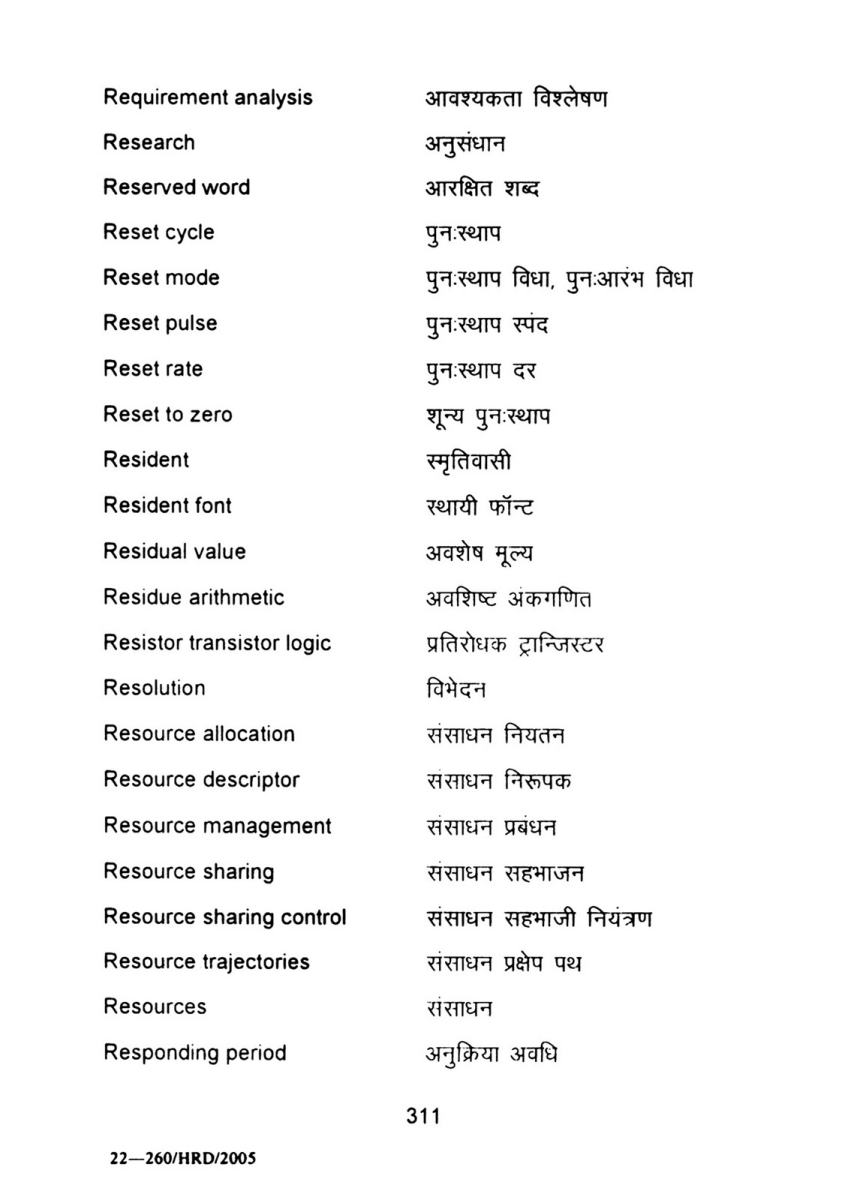 Requirement analysis आवश्यकता विश्लेषण
Research अनुसंधान
Reserved word आरक्षित शब्द
Reset cycle पुनःस्थाप
Reset mode पुनःस्थाप विधा, पुनःआरंभ विधा
Reset pulse पुनःस्थाप स्पंद
Reset rate पुनःस्थाप दर
Reset to zero शून्य पुनःस्थाप
Resident स्मृतिवासी
Resident font स्थायी फॉन्ट
Residual value अवशेष मूल्य
Residue arithmetic अवशिष्ट अंकगणित
Resistor transistor logic प्रतिरोधक ट्रान्जिस्टर
Resolution विभेदन
Resource allocation संसाधन नियतन
Resource descriptor संसाधन निरूपक
Resource management संसाधन प्रबंधन
Resource sharing संसाधन सहभाजन
Resource sharing control संसाधन सहभाजी नियंत्रण
Resource trajectories संसाधन प्रक्षेप पथ
Resources संसाधन
Responding period अनुक्रिया अवधि
311
22—260/HRD/2005